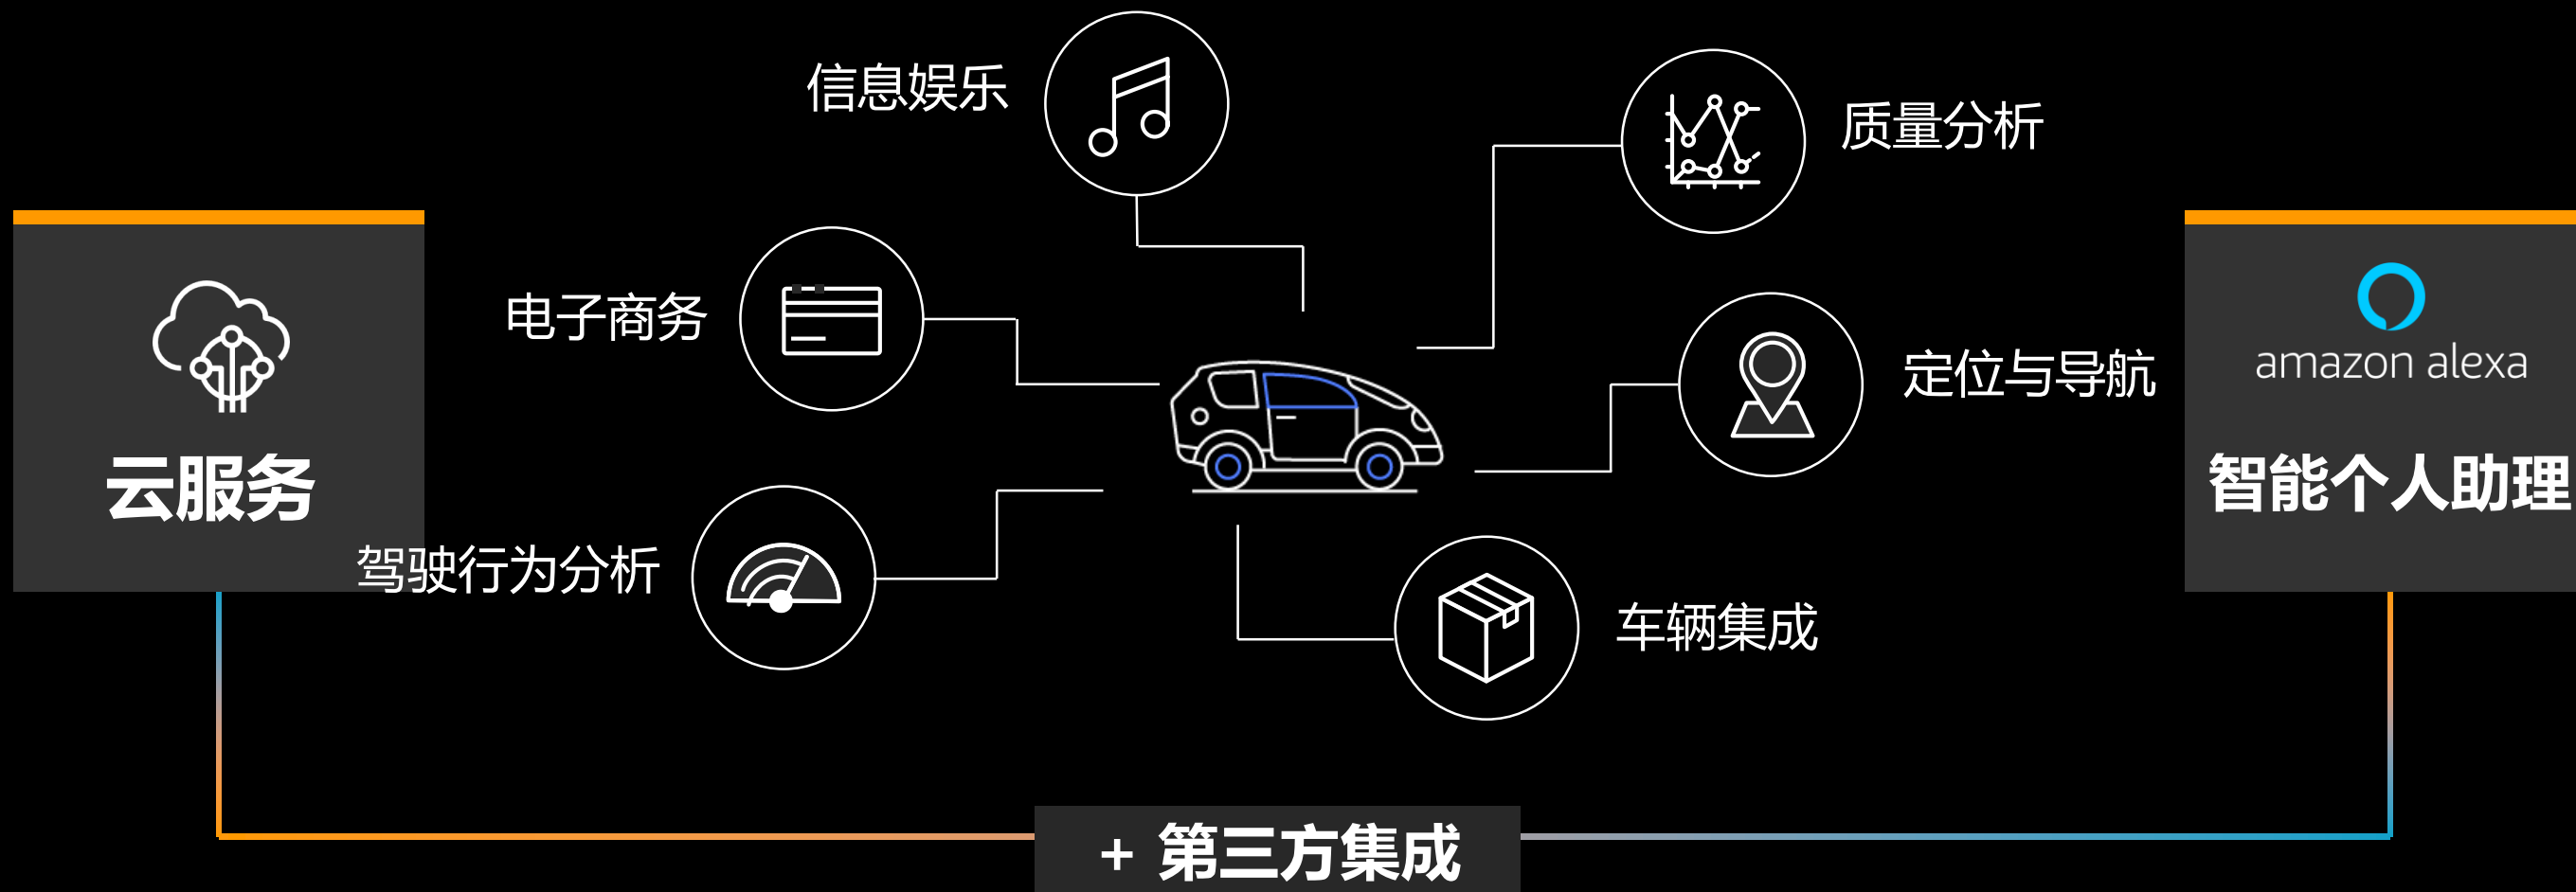 信息娱乐
质量分析
电子商务
定位与导航
amazon alexa
云服务
智能个人助理
驾驶行为分析
车辆集成
+ 第三方集成